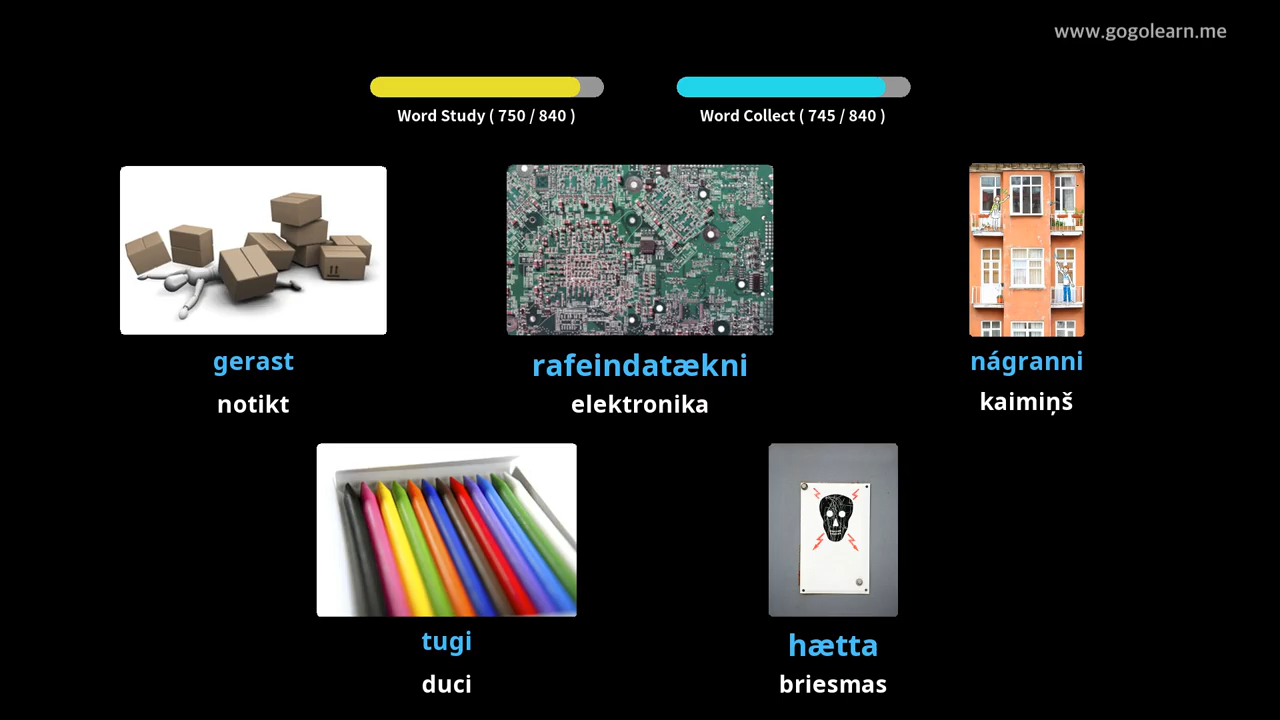 www.gogolearn.me
Word Study ( 750 / 840 )
Word Collect ( 745 / 840 )
gerast
rafeindatækni
nágranni
notikt
elektronika
kaimiņš
tugi
hætta
duci
briesmas